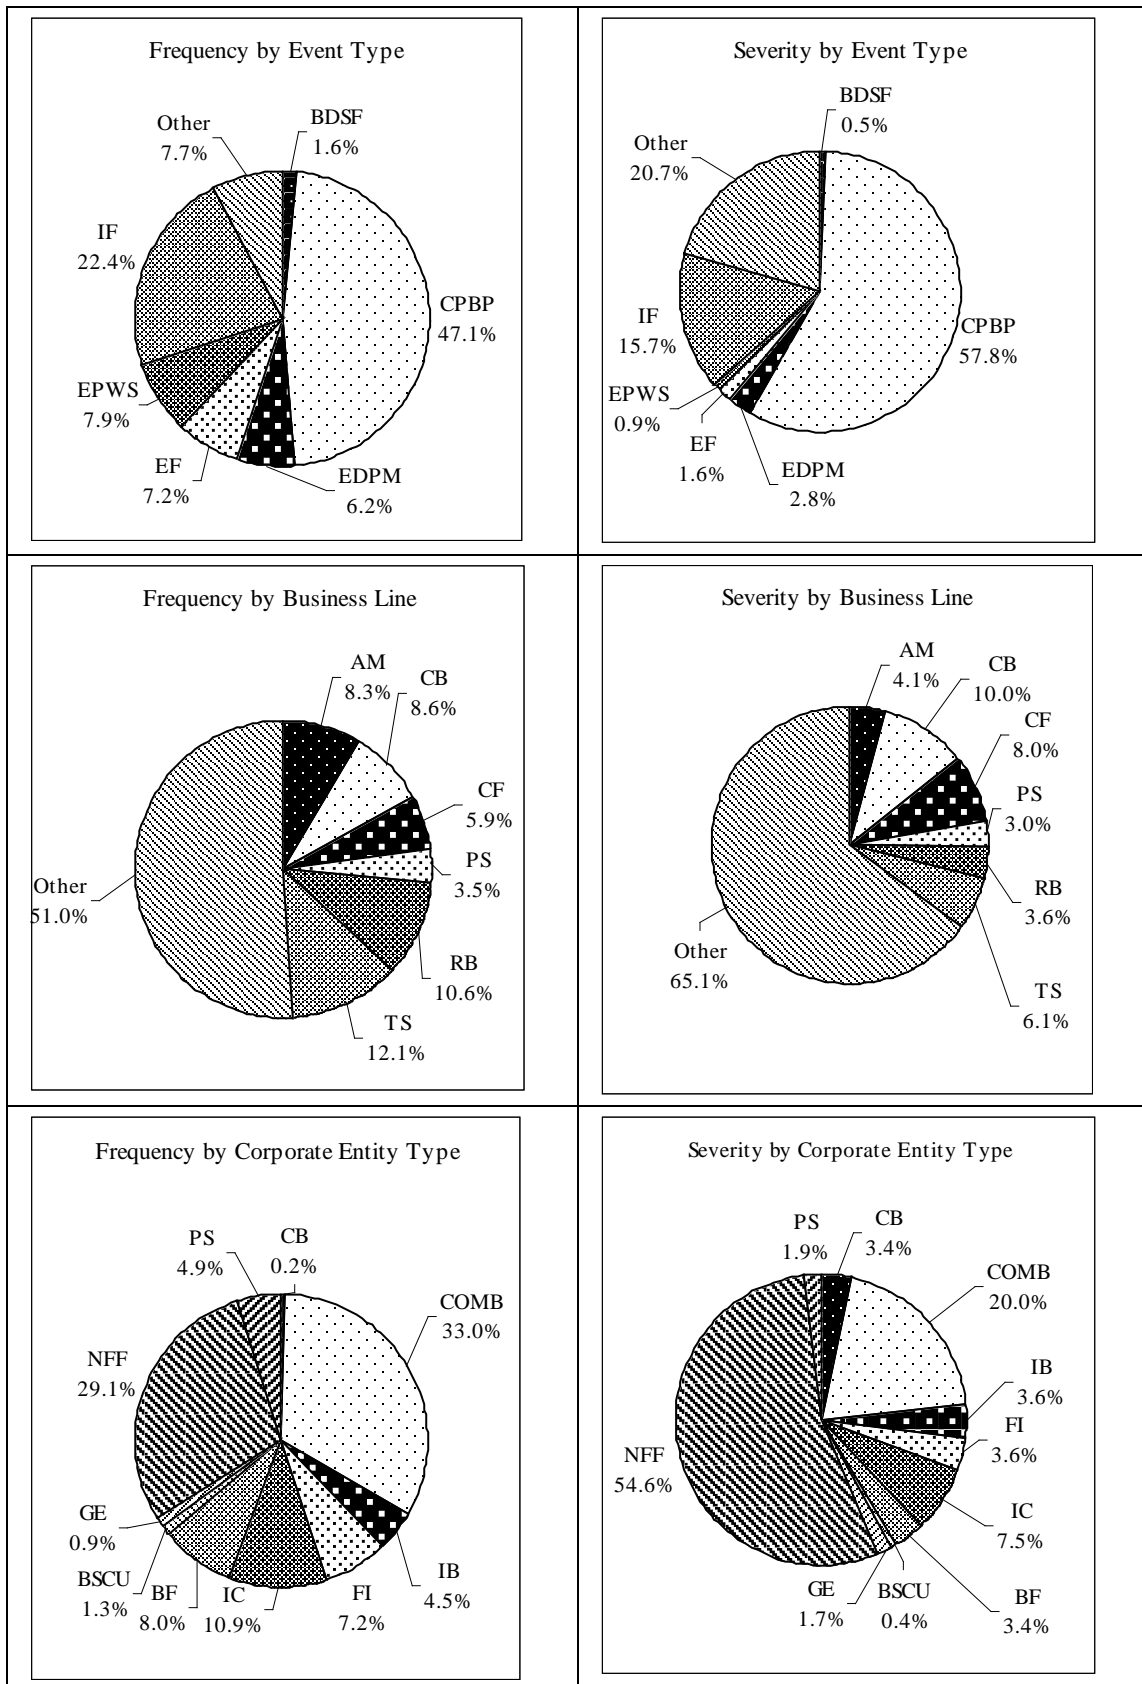 Frequency by Event Type
BDSF
1.6%
Other
7.7%
IF
22.4%
CPBP
47.1%
EPWS
7.9%
EF
7.2%
EDPM
6.2%
Severity by Event Type
BDSF
0.5%
Other
20.7%
IF
15.7%
CPBP
57.8%
EPWS
0.9%
EF
1.6%
EDPM
2.8%
Frequency by Business Line
AM
8.3%
CB
8.6%
CF
5.9%
PS
3.5%
Other
51.0%
RB
10.6%
TS
12.1%
Severity by Business Line
AM
4.1%
CB
10.0%
CF
8.0%
PS
3.0%
RB
3.6%
Other
65.1%
TS
6.1%
Frequency by Corporate Entity Type
PS
4.9%
CB
0.2%
COMB
33.0%
NFF
29.1%
GE
0.9%
BSCU
1.3%
BF
8.0%
IC
10.9%
FI
7.2%
IB
4.5%
Severity by Corporate Entity Type
PS
1.9%
CB
3.4%
COMB
20.0%
IB
3.6%
FI
3.6%
NFF
54.6%
IC
7.5%
GE
1.7%
BSCU
0.4%
BF
3.4%